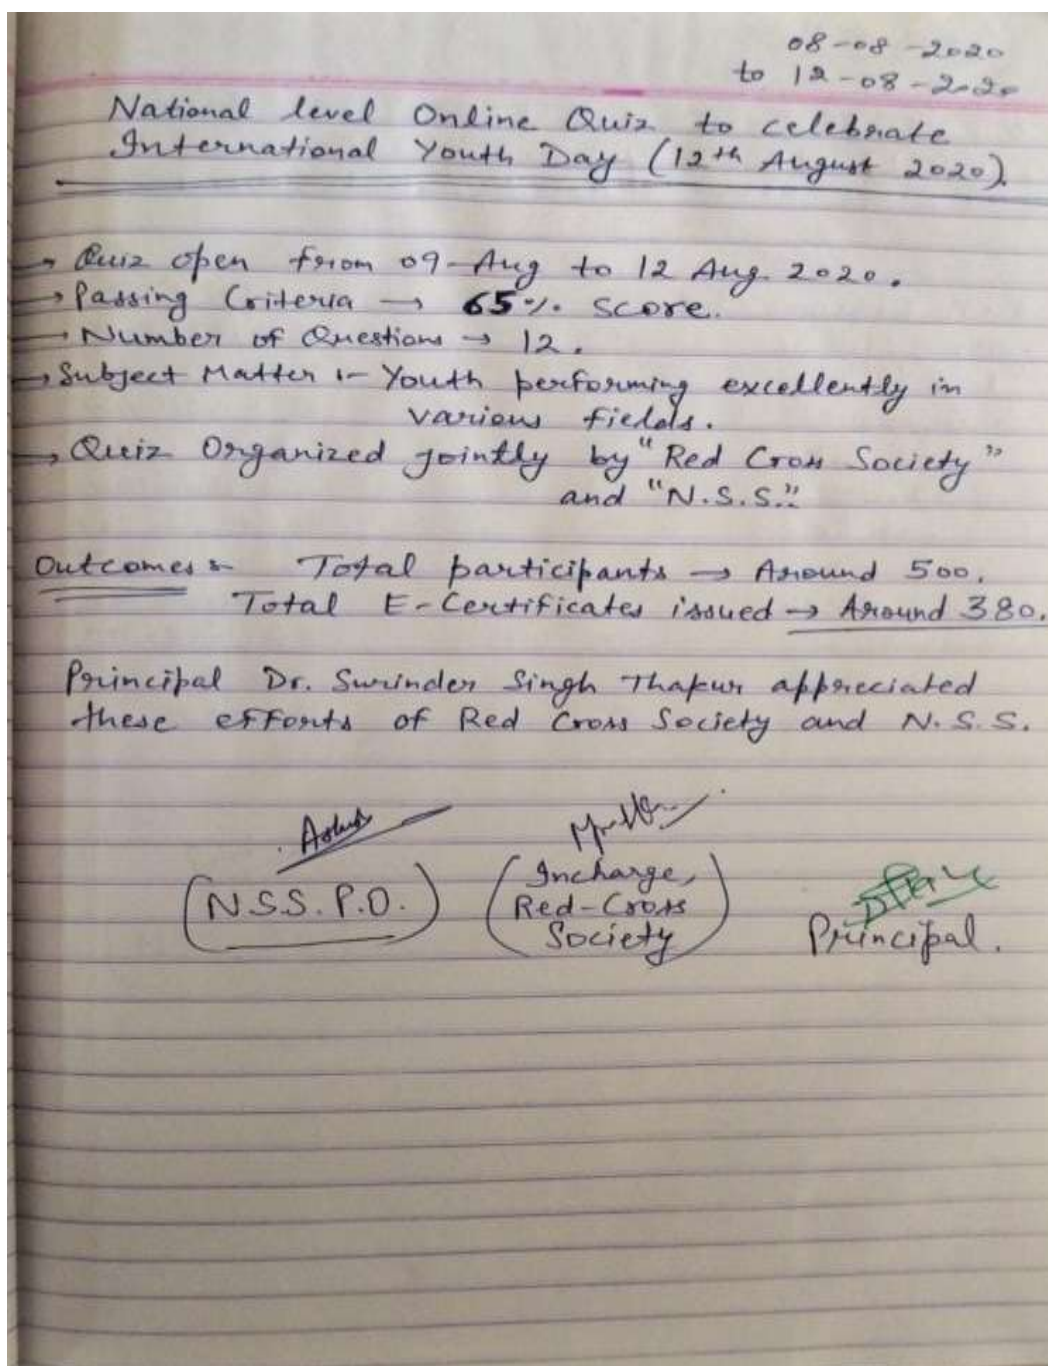 08-08-2020
to 12-08-2020
National level Online Quiz to celebrate
International Youth Day (12th August 2020).
→ Quiz open from 09-Aug to 12 Aug. 2020.
→ Passing Criteria → 65% score.
→ Number of Questions → 12.
→ Subject Matter :- Youth performing excellently in
various fields.
→ Quiz Organized jointly by "Red Cross Society"
and "N.S.S."
Outcomes :- Total participants → Around 500.
Total E-Certificates issued → Around 380.
Principal Dr. Surinder Singh Thakur appreciated
these efforts of Red Cross Society and N.S.S.
(N.S.S. P.O.)
(Incharge,
Red-Cross
Society)
Principal.